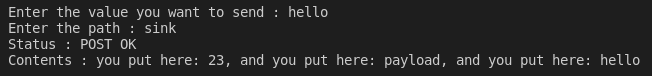 Enter the value you want to send : hello
Enter the path : sink
Status : POST OK
Contents : you put here: 23, and you put here: payload, and you put here: hello